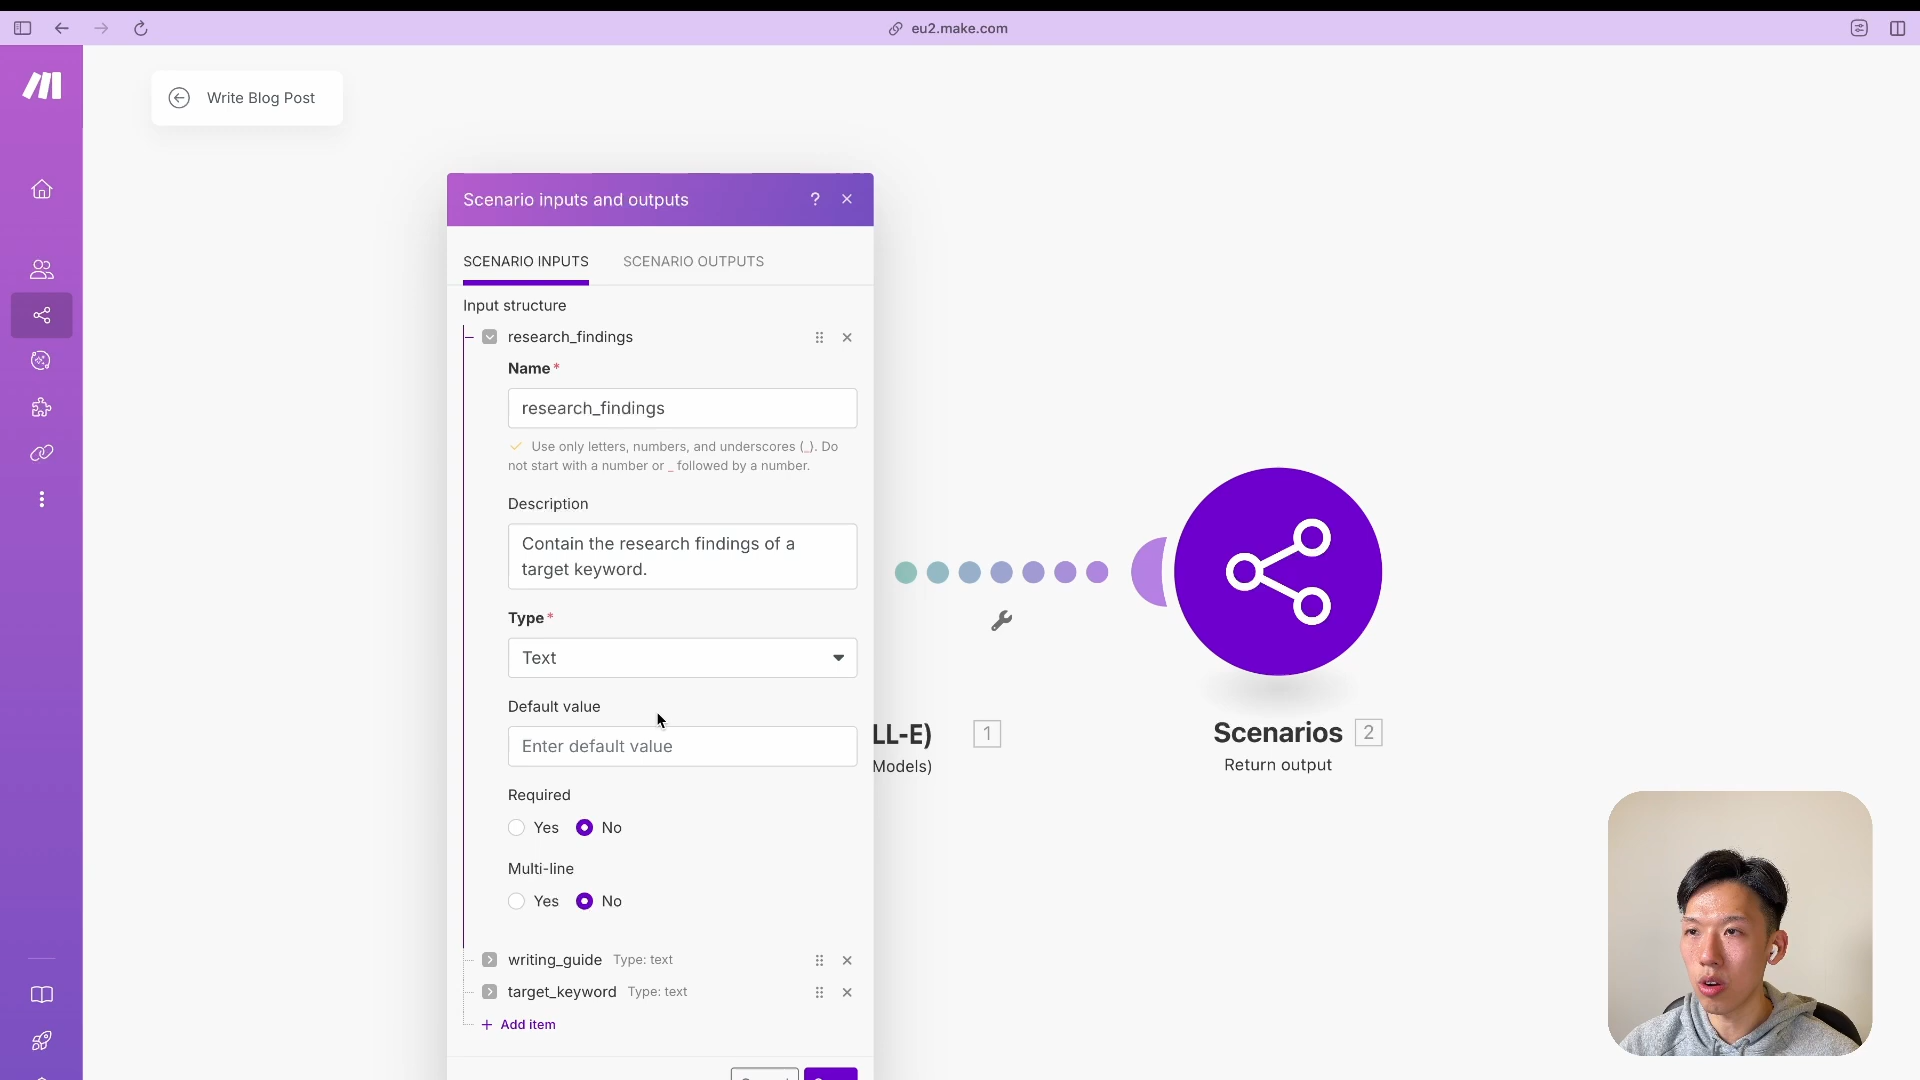 eu2.make.com
Write Blog Post
Scenario inputs and outputs
?
SCENARIO INPUTS
SCENARIO OUTPUTS
Input structure
research_findings
Name*
research_findings
Use only letters, numbers, and underscores (_). Do
not start with a number or _ followed by a number.
Description
Contain the research findings of a
target keyword.
Type*
Text
Default value
Enter default value
Required
Yes No
Multi-line
Yes No
writing_guide Type: text
target_keyword Type: text
+ Add item
LL-E) 1
Models)
Scenarios 2
Return output